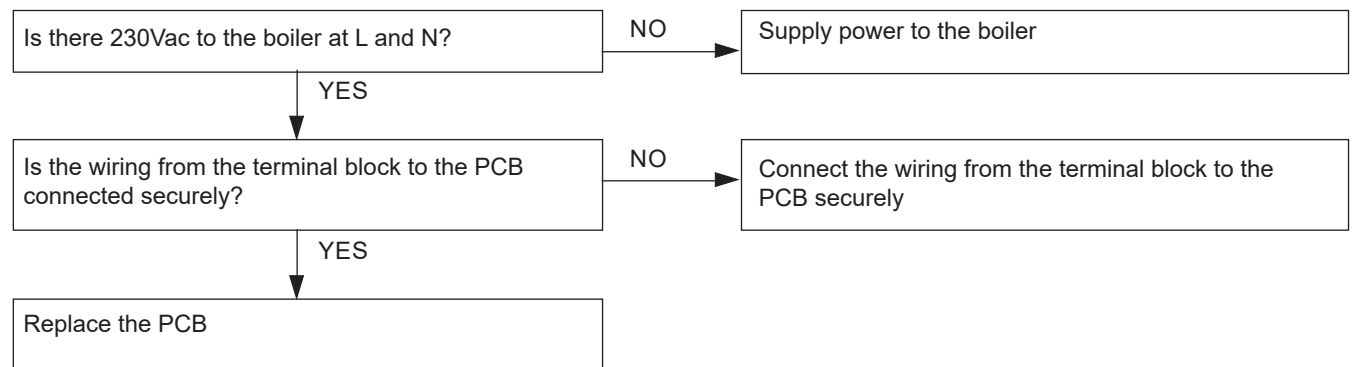 Is there 230Vac to the boiler at L and N?
NO
Supply power to the boiler
YES
Is the wiring from the terminal block to the PCB
connected securely?
NO
Connect the wiring from the terminal block to the
PCB securely
YES
Replace the PCB